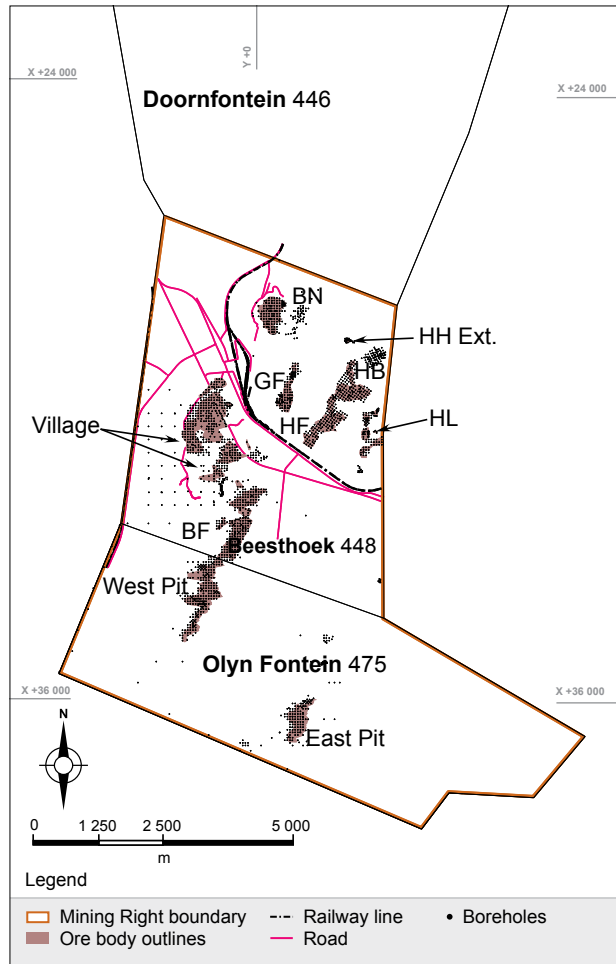 Y +0
X +24 000
X +24 000
Doornfontein 446
BN
HH Ext.
HB
GF
HL
HF
Village
BF
Beesthoek 448
West Pit
Olyn Fontein 475
X +36 000
X +36 000
N
East Pit
0 1 250 2 500 5 000
m
Legend
Mining Right boundary Railway line Boreholes
Ore body outlines Road